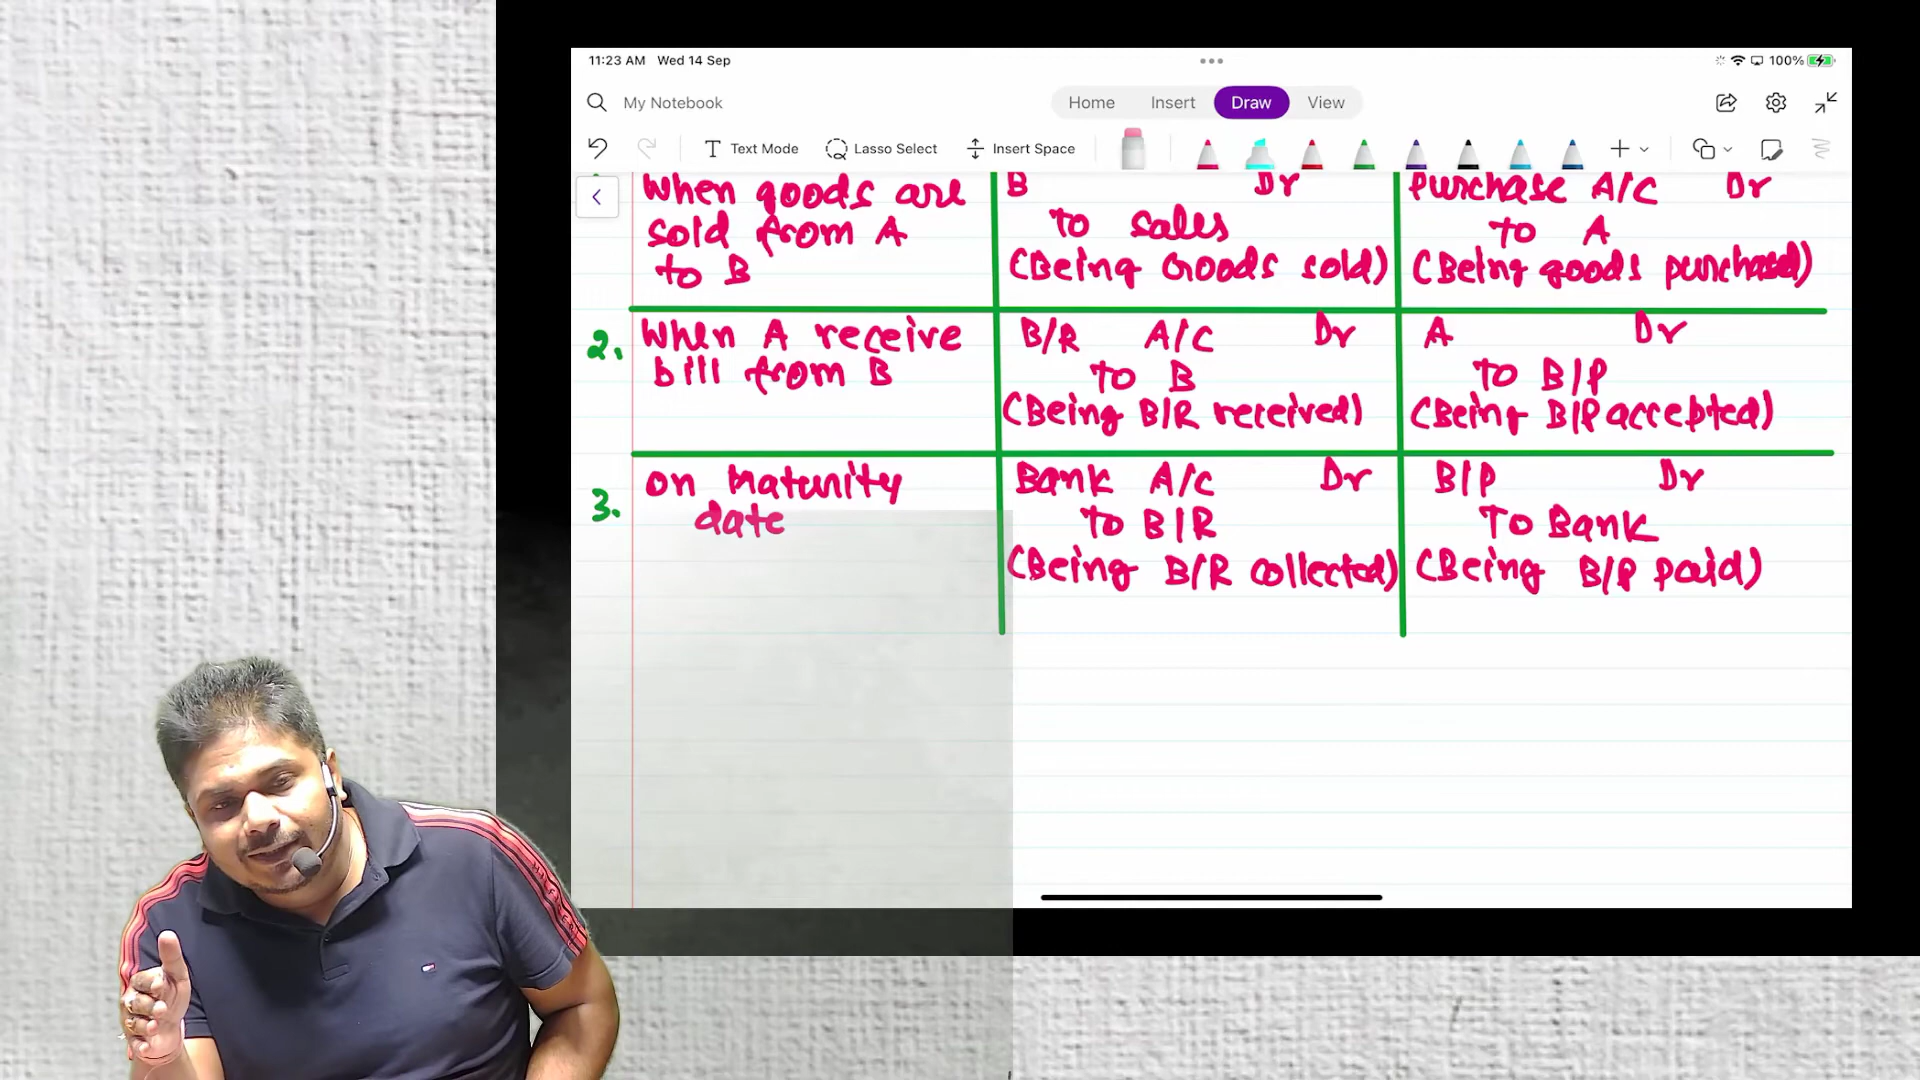 11:23 AM Wed 14 Sep
100%
My Notebook
Home Insert Draw View
Text Mode Lasso Select Insert Space
When goods are
sold from A
to B
B Dr
To sales
(Being Goods sold)
Purchase A/C Dr
To A
(Being goods purchased)
2.
When A receive
bill from B
B/R A/C Dr
To B
(Being B/R received)
A Dr
To B/P
(Being B/P accepted)
3.
on Maturity
date
Bank A/C Dr
To B/R
(Being B/R collected)
B/P Dr
To Bank
(Being B/P paid)